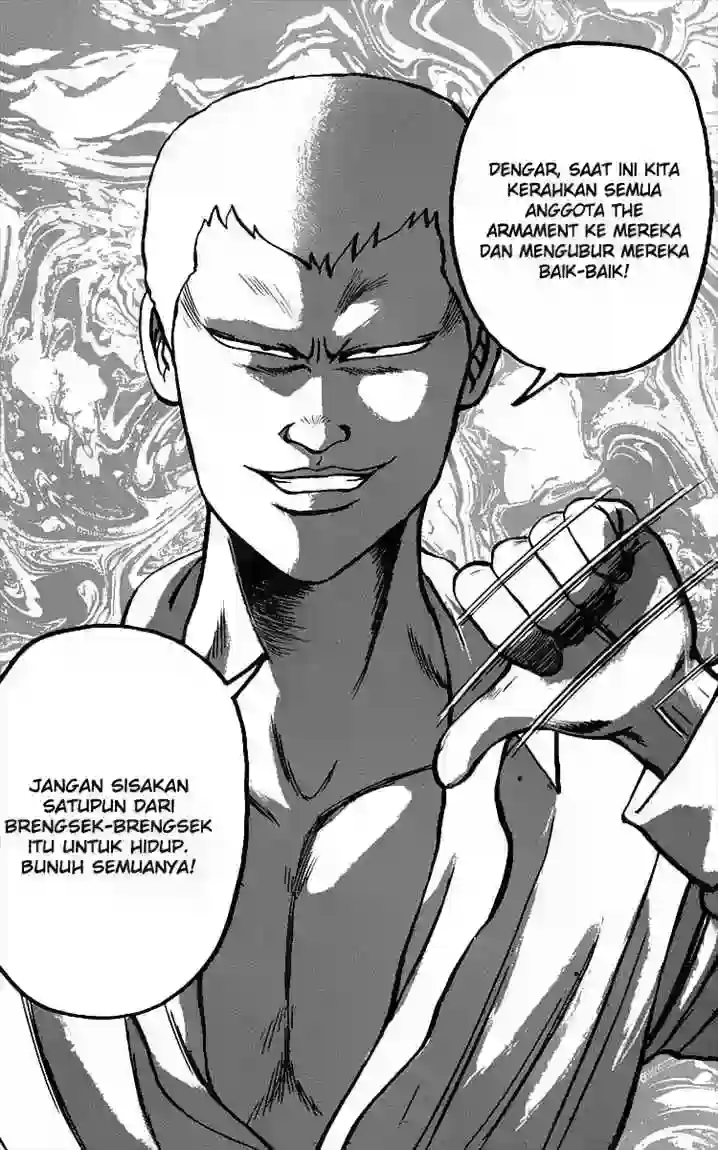 DENGAR, SAAT INI KITA
KERAHKAN SEMUA
ANGGOTA THE
ARMAMENT KE MEREKA
DAN MENGUBUR MEREKA
BAIK-BAIK!
JANGAN SISAKAN
SATUPUN DARI
BRENGSEK-BRENGSEK
ITU UNTUK HIDUP.
BUNUH SEMUANYA!